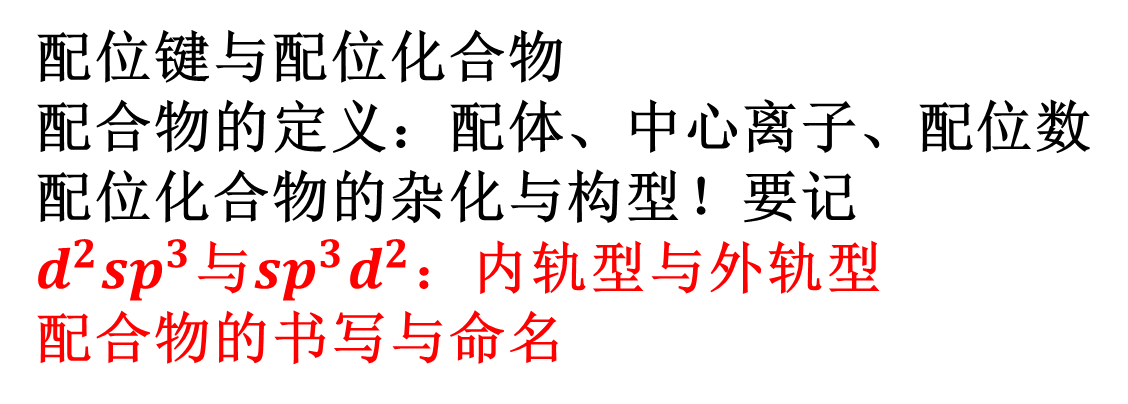 配位键与配位化合物
配合物的定义：配体、中心离子、配位数
配位化合物的杂化与构型！要记
d²sp³与sp³d²：内轨型与外轨型
配合物的书写与命名